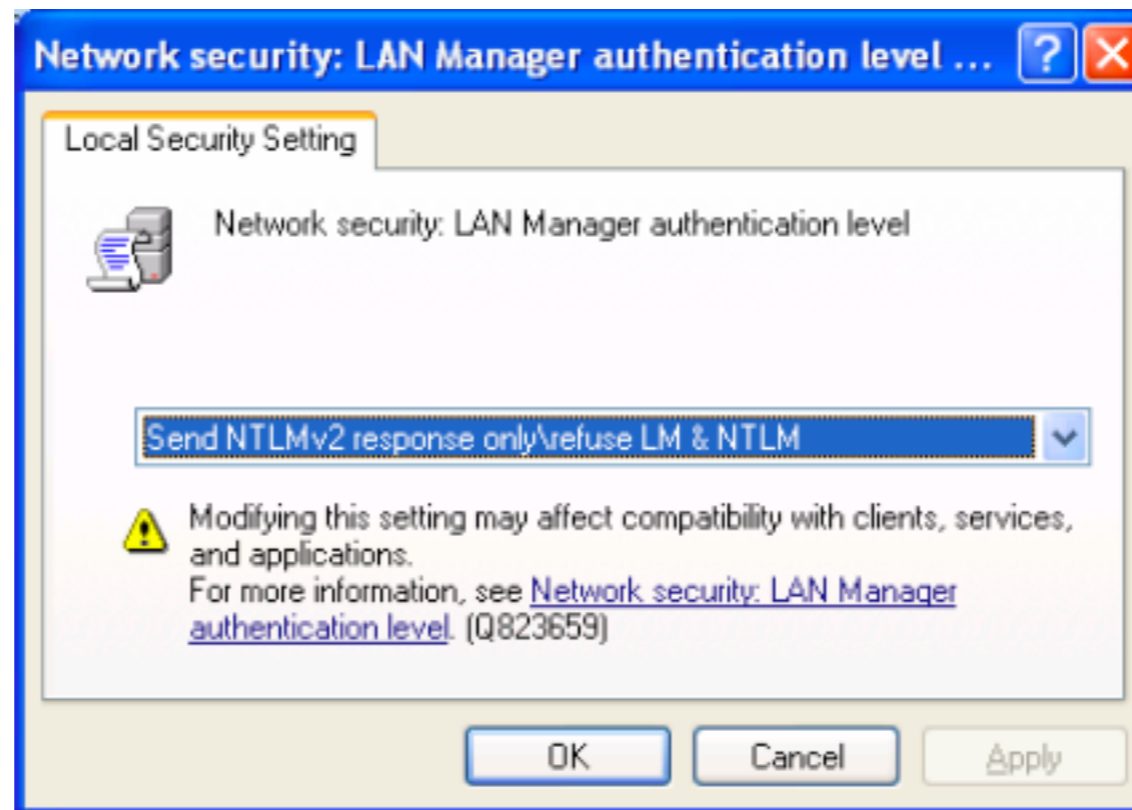 Network security: LAN Manager authentication level ...
Local Security Setting
Network security: LAN Manager authentication level
Send NTLMv2 response only\refuse LM & NTLM
Modifying this setting may affect compatibility with clients, services,
and applications.
For more information, see Network security: LAN Manager
authentication level. (Q823659)
OK Cancel Apply